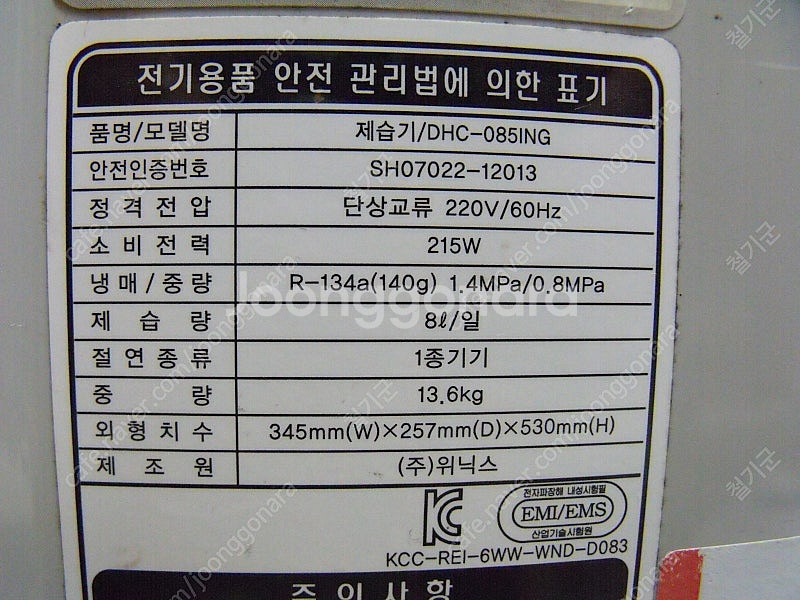 전기용품 안전 관리법에 의한 표기
품명/모델명 제습기/DHC-085ING
안전인증번호 SH07022-12013
정격전압 단상교류 220V/60Hz
소비전력 215W
냉매/중량 R-134a(140g) 1.4MPa/0.8MPa
제습량 8ℓ/일
절연종류 1종기기
중량 13.6kg
외형치수 345mm(W)×257mm(D)×530mm(H)
제조원 (주)위닉스
전자파장해 내성시험필
EMI/EMS
산업기술시험원
KCC-REI-6WW-WND-D083
주의사항
Joonggonara
cafe.naver.com/joonggonara
철기군